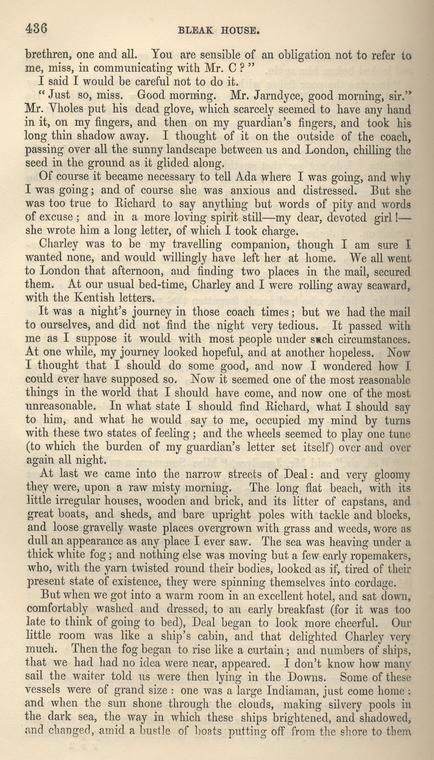 436
BLEAK HOUSE.
brethren, one and all. You are sensible of an obligation not to refer to
me, miss, in communicating with Mr. C ? ”
I said I would be careful not to do it.
“ Just so, miss. Good morning. Mr. Jarndyce, good morning, sir.”
Mr. Vholes put his dead glove, which scarcely seemed to have any hand
in it, on my fingers, and then on my guardian’s fingers, and took his
long thin shadow away. I thought of it on the outside of the coach,
passing over all the sunny landscape between us and London, chilling the
seed in the ground as it glided along.
Of course it became necessary to tell Ada where I was going, and why
I was going ; and of course she was anxious and distressed. But she
was too true to Richard to say anything but words of pity and words
of excuse ; and in a more loving spirit still—my dear, devoted girl !—
she wrote him a long letter, of which I took charge.
Charley was to be my travelling companion, though I am sure I
wanted none, and would willingly have left her at home. We all went
to London that afternoon, and finding two places in the mail, secured
them. At our usual bed-time, Charley and I were rolling away seaward,
with the Kentish letters.
It was a night’s journey in those coach times ; but we had the mail
to ourselves, and did not find the night very tedious. It passed with
me as I suppose it would with most people under such circumstances.
At one while, my journey looked hopeful, and at another hopeless. Now
I thought that I should do some good, and now I wondered how I
could ever have supposed so. Now it seemed one of the most reasonable
things in the world that I should have come, and now one of the most
unreasonable. In what state I should find Richard, what I should say
to him, and what he would say to me, occupied my mind by turns
with these two states of feeling ; and the wheels seemed to play one tune
(to which the burden of my guardian’s letter set itself) over and over
again all night.
At last we came into the narrow streets of Deal : and very gloomy
they were, upon a raw misty morning. The long flat beach, with its
little irregular houses, wooden and brick, and its litter of capstans, and
great boats, and sheds, and bare upright poles with tackle and blocks,
and loose gravelly waste places overgrown with grass and weeds, wore as
dull an appearance as any place I ever saw. The sea was heaving under a
thick white fog ; and nothing else was moving but a few early ropemakers,
who, with the yarn twisted round their bodies, looked as if, tired of their
present state of existence, they were spinning themselves into cordage.
But when we got into a warm room in an excellent hotel, and sat down,
comfortably washed and dressed, to an early breakfast (for it was too
late to think of going to bed), Deal began to look more cheerful. Our
little room was like a ship’s cabin, and that delighted Charley very
much. Then the fog began to rise like a curtain ; and numbers of ships,
that we had had no idea were near, appeared. I don’t know how many
sail the waiter told us were then lying in the Downs. Some of these
vessels were of grand size : one was a large Indiaman, just come home :
and when the sun shone through the clouds, making silvery pools in
the dark sea, the way in which these ships brightened, and shadowed,
and changed, amid a bustle of boats putting off from the shore to them